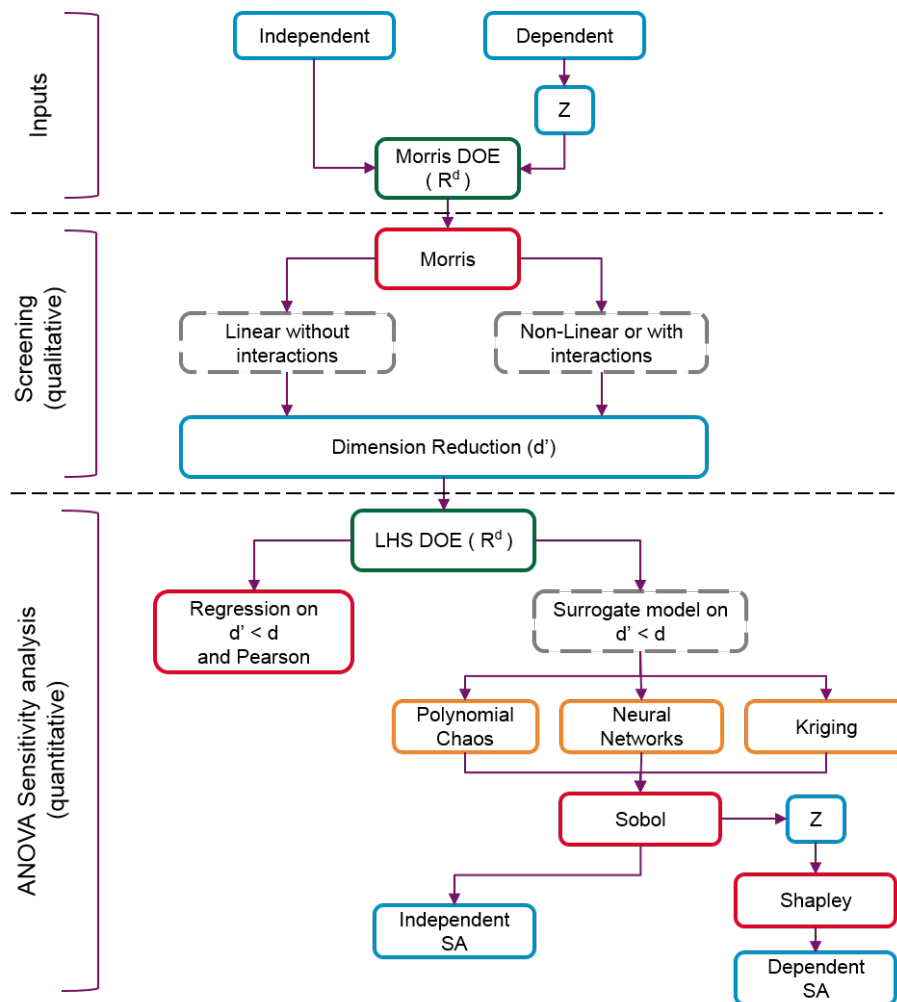 Inputs
Independent
Dependent
Z
Morris DOE
( R^d )
Screening
(qualitative)
Morris
Linear without
interactions
Non-Linear or with
interactions
Dimension Reduction (d’)
ANOVA Sensitivity analysis
(quantitative)
LHS DOE ( R^d )
Regression on
d’ < d
and Pearson
Surrogate model on
d’ < d
Polynomial
Chaos
Neural
Networks
Kriging
Sobol
Z
Shapley
Independent
SA
Dependent
SA